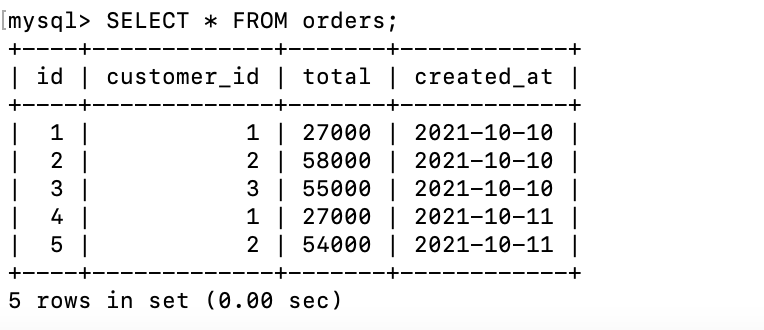 [mysql> SELECT * FROM orders;
+----+-------------+-------+------------+
| id | customer_id | total | created_at |
+----+-------------+-------+------------+
|  1 |           1 | 27000 | 2021-10-10 |
|  2 |           2 | 58000 | 2021-10-10 |
|  3 |           3 | 55000 | 2021-10-10 |
|  4 |           1 | 27000 | 2021-10-11 |
|  5 |           2 | 54000 | 2021-10-11 |
+----+-------------+-------+------------+
5 rows in set (0.00 sec)